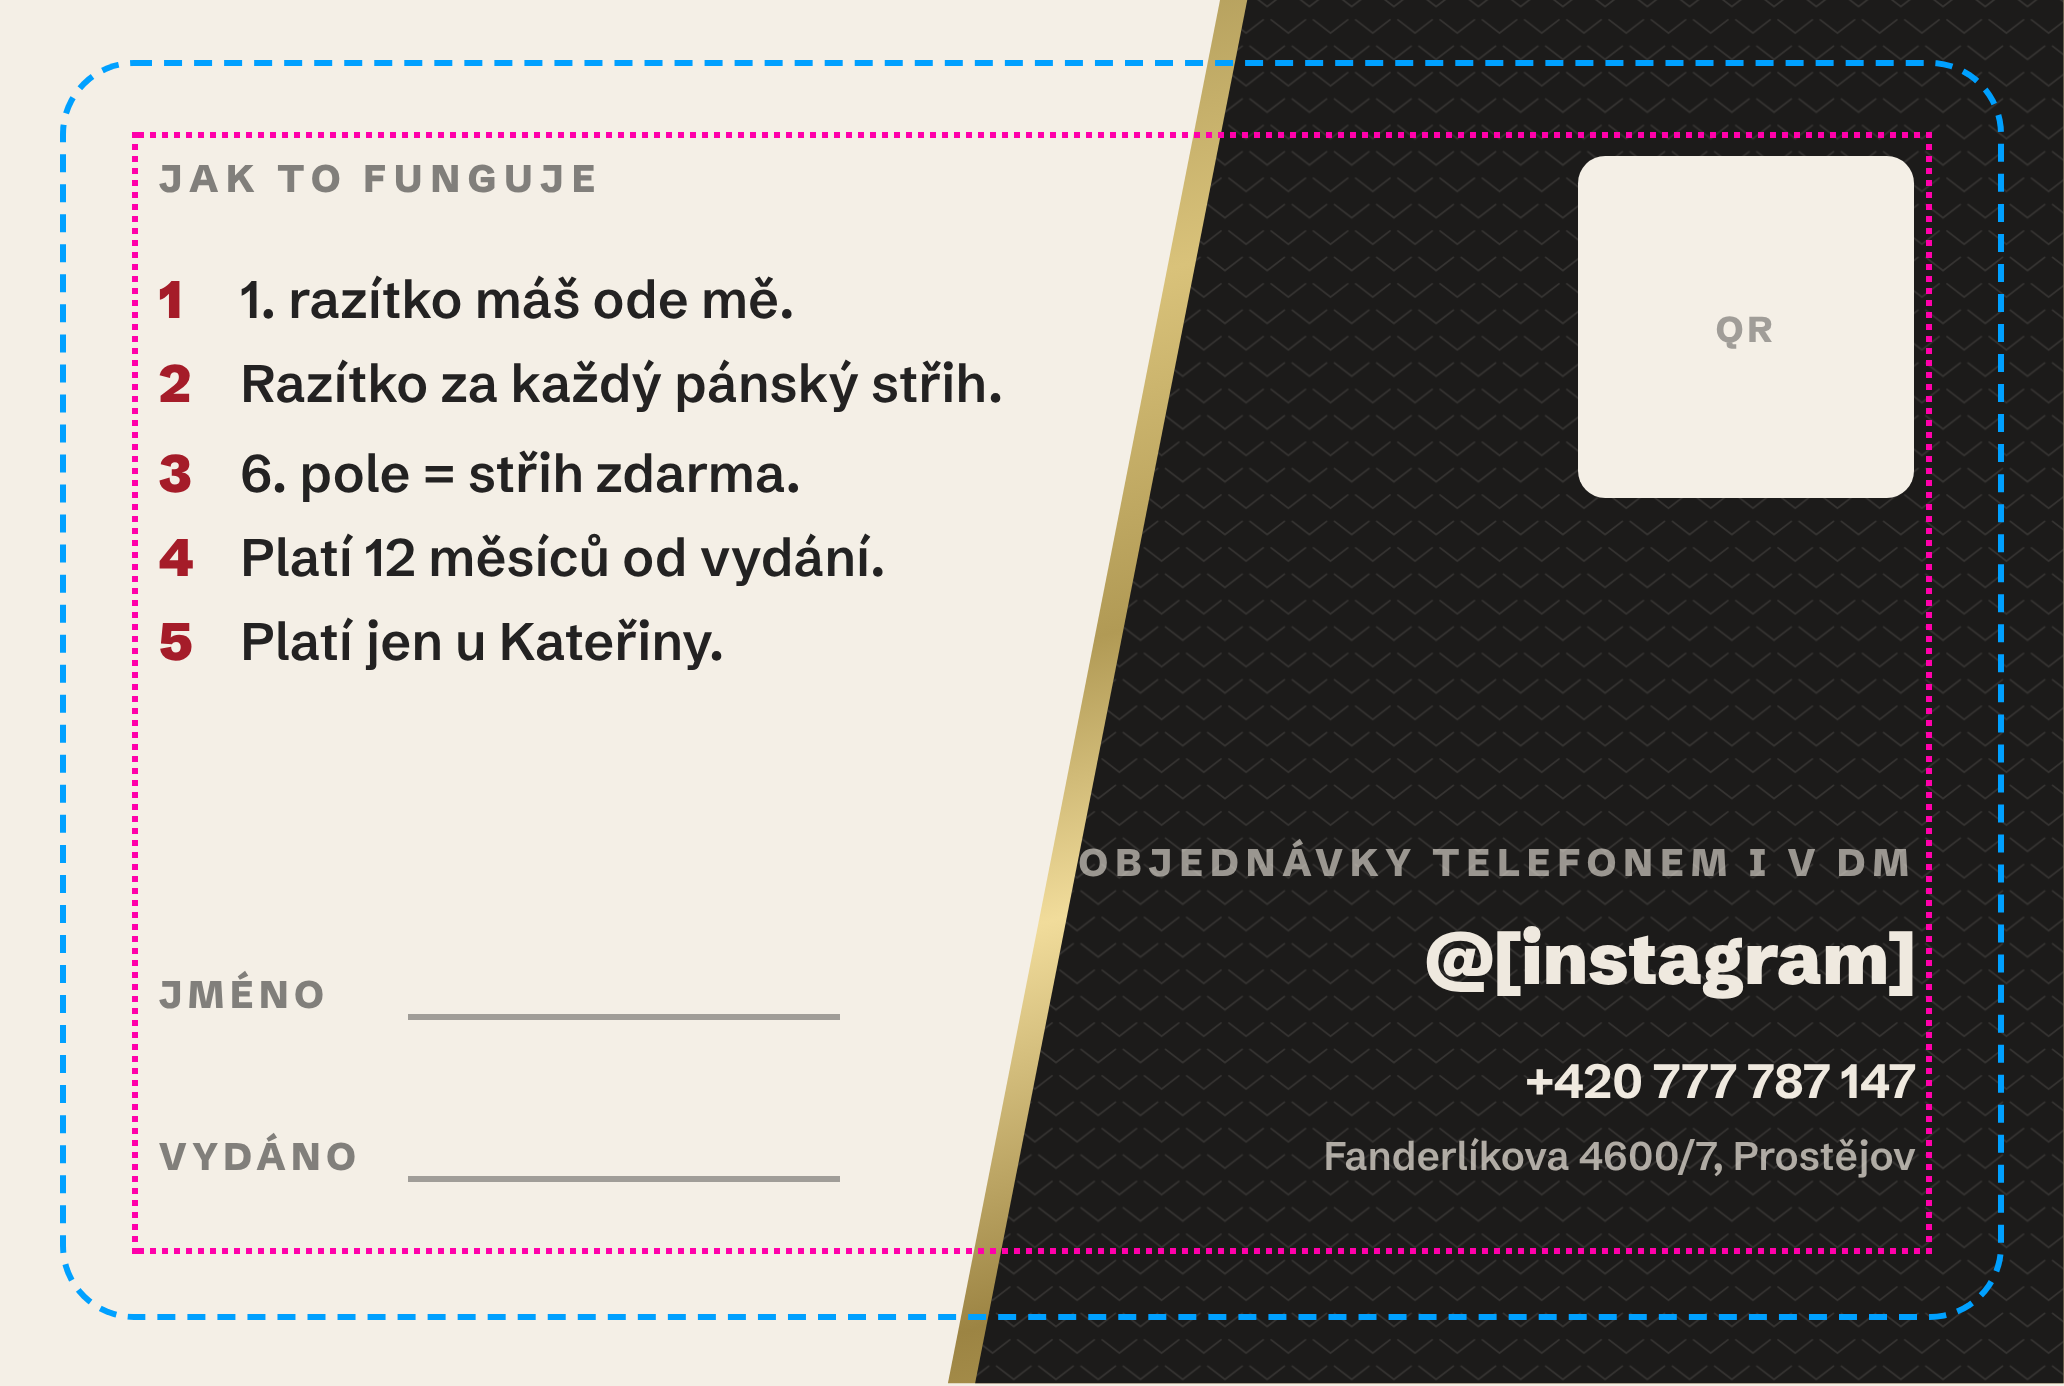 JAK TO FUNGUJE
1 1. razítko máš ode mě.
2 Razítko za každý pánský střih.
3 6. pole = střih zdarma.
4 Platí 12 měsíců od vydání.
5 Platí jen u Kateřiny.
JMÉNO
VYDÁNO
QR
OBJEDNÁVKY TELEFONEM I V DM
@[instagram]
+420 777 787 147
Fanderlíkova 4600/7, Prostějov